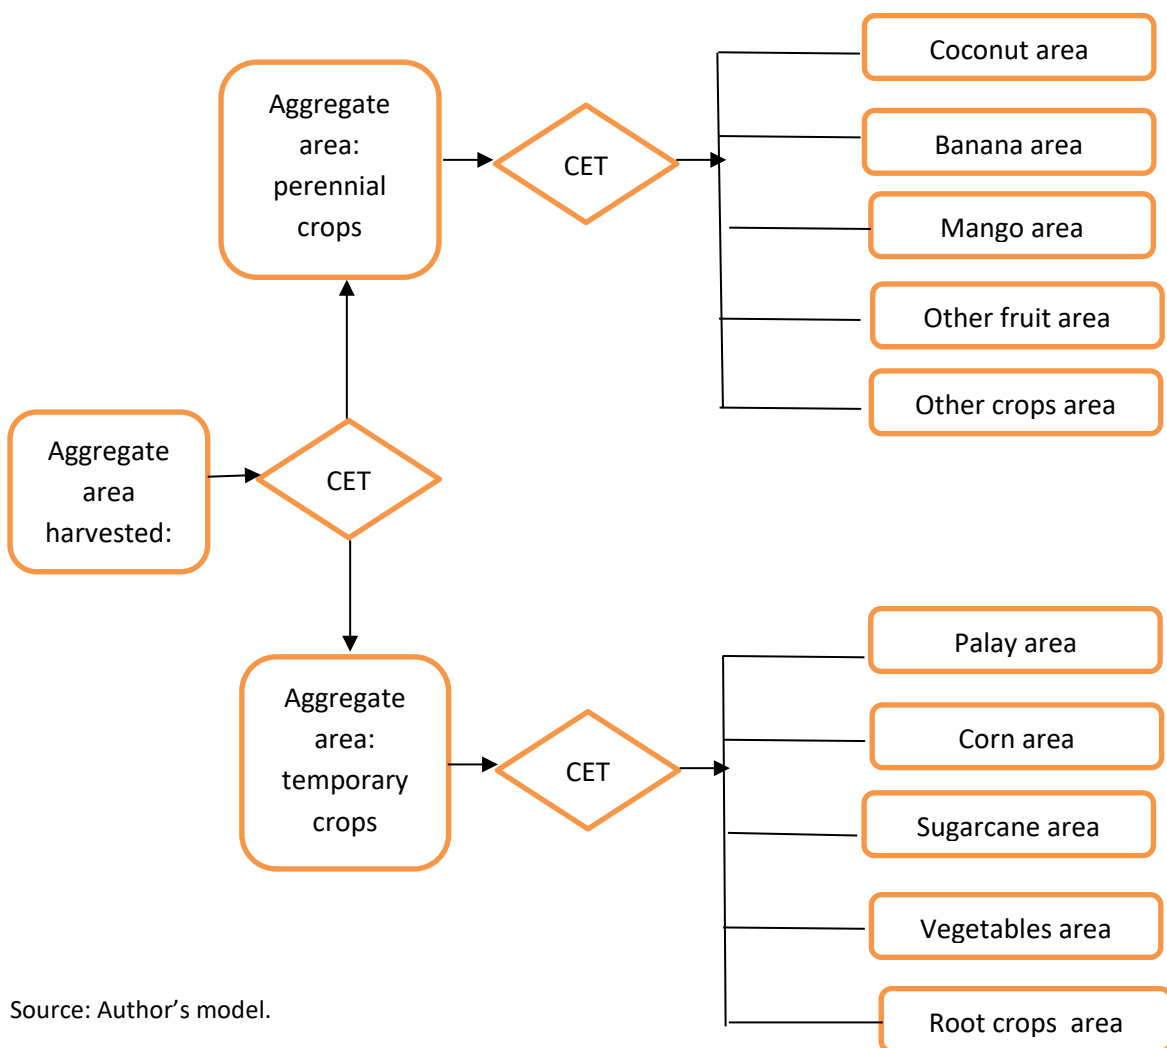 Aggregate
area:
perennial
crops
CET
Coconut area
Banana area
Mango area
Other fruit area
Other crops area
Aggregate
area
harvested:
CET
Aggregate
area:
temporary
crops
CET
Palay area
Corn area
Sugarcane area
Vegetables area
Root crops  area
Source: Author’s model.